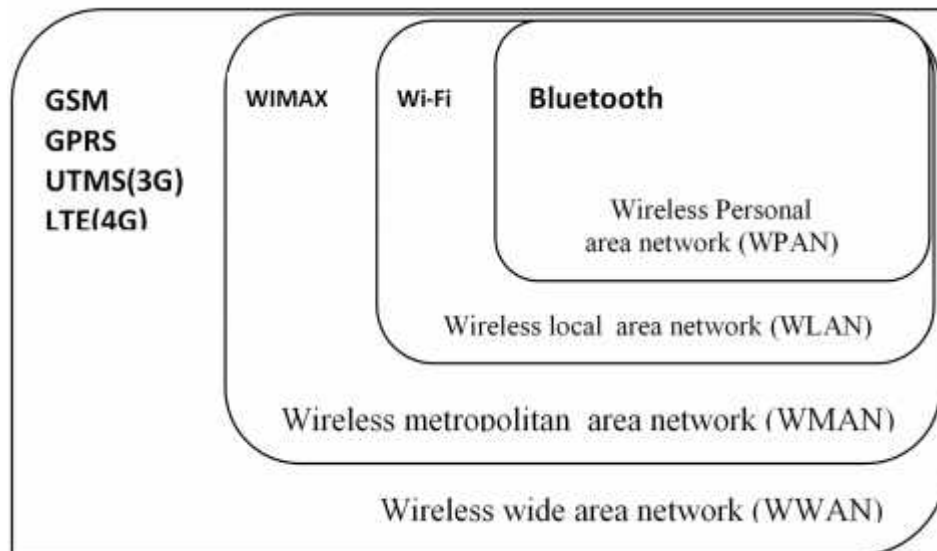 GSM
GPRS
UTMS(3G)
LTE(4G)
WIMAX
Wi-Fi
Bluetooth
Wireless Personal
area network (WPAN)
Wireless local area network (WLAN)
Wireless metropolitan area network (WMAN)
Wireless wide area network (WWAN)